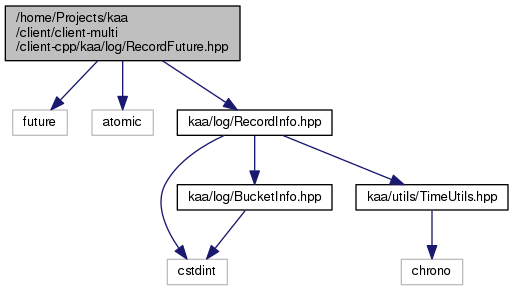 /home/Projects/kaa
/client/client-multi
/client-cpp/kaa/log/RecordFuture.hpp
future
atomic
kaa/log/RecordInfo.hpp
kaa/log/BucketInfo.hpp
kaa/utils/TimeUtils.hpp
cstdint
chrono